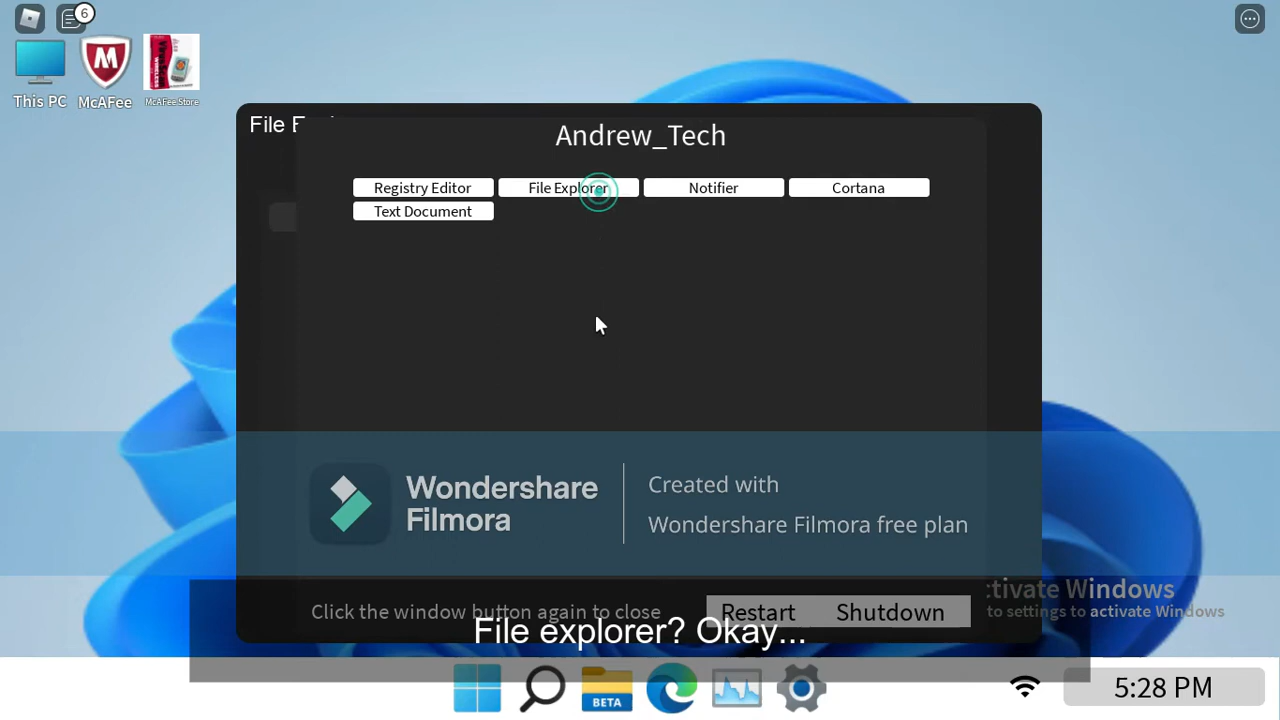 6
This PC
McAfee
McAfee Store
File E
Andrew_Tech
Registry Editor
File Explorer
Notifier
Cortana
Text Document
Wondershare
Filmora
Created with
Wondershare Filmora free plan
ctivate Windows
to settings to activate Windows
Click the window button again to close
Restart
Shutdown
File explorer? Okay...
BETA
5:28 PM